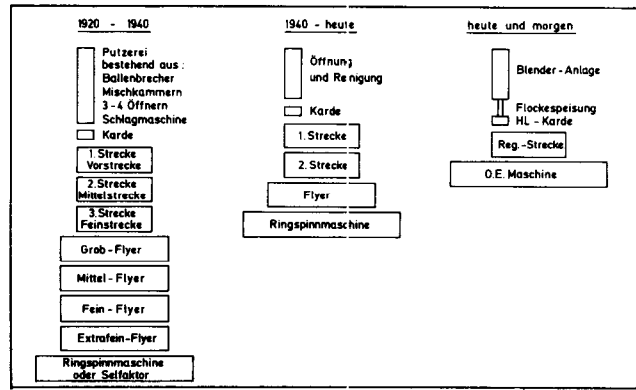 1920 - 1940
Putzerei
bestehend aus:
Ballenbrecher
Mischkammern
3-4 Öffnern
Schlagmaschine
Karde
1. Strecke
Vorstrecke
2. Strecke
Mittelstrecke
3. Strecke
Feinstrecke
Grob-Flyer
Mittel-Flyer
Fein-Flyer
Extrafein-Flyer
Ringspinnmaschine
oder Selfaktor
1940 - heute
Öffnung
und Reinigung
Karde
1. Strecke
2. Strecke
Flyer
Ringspinnmaschine
heute und morgen
Blender-Anlage
Flockespeisung
HL-Karde
Reg.-Strecke
O.E. Maschine